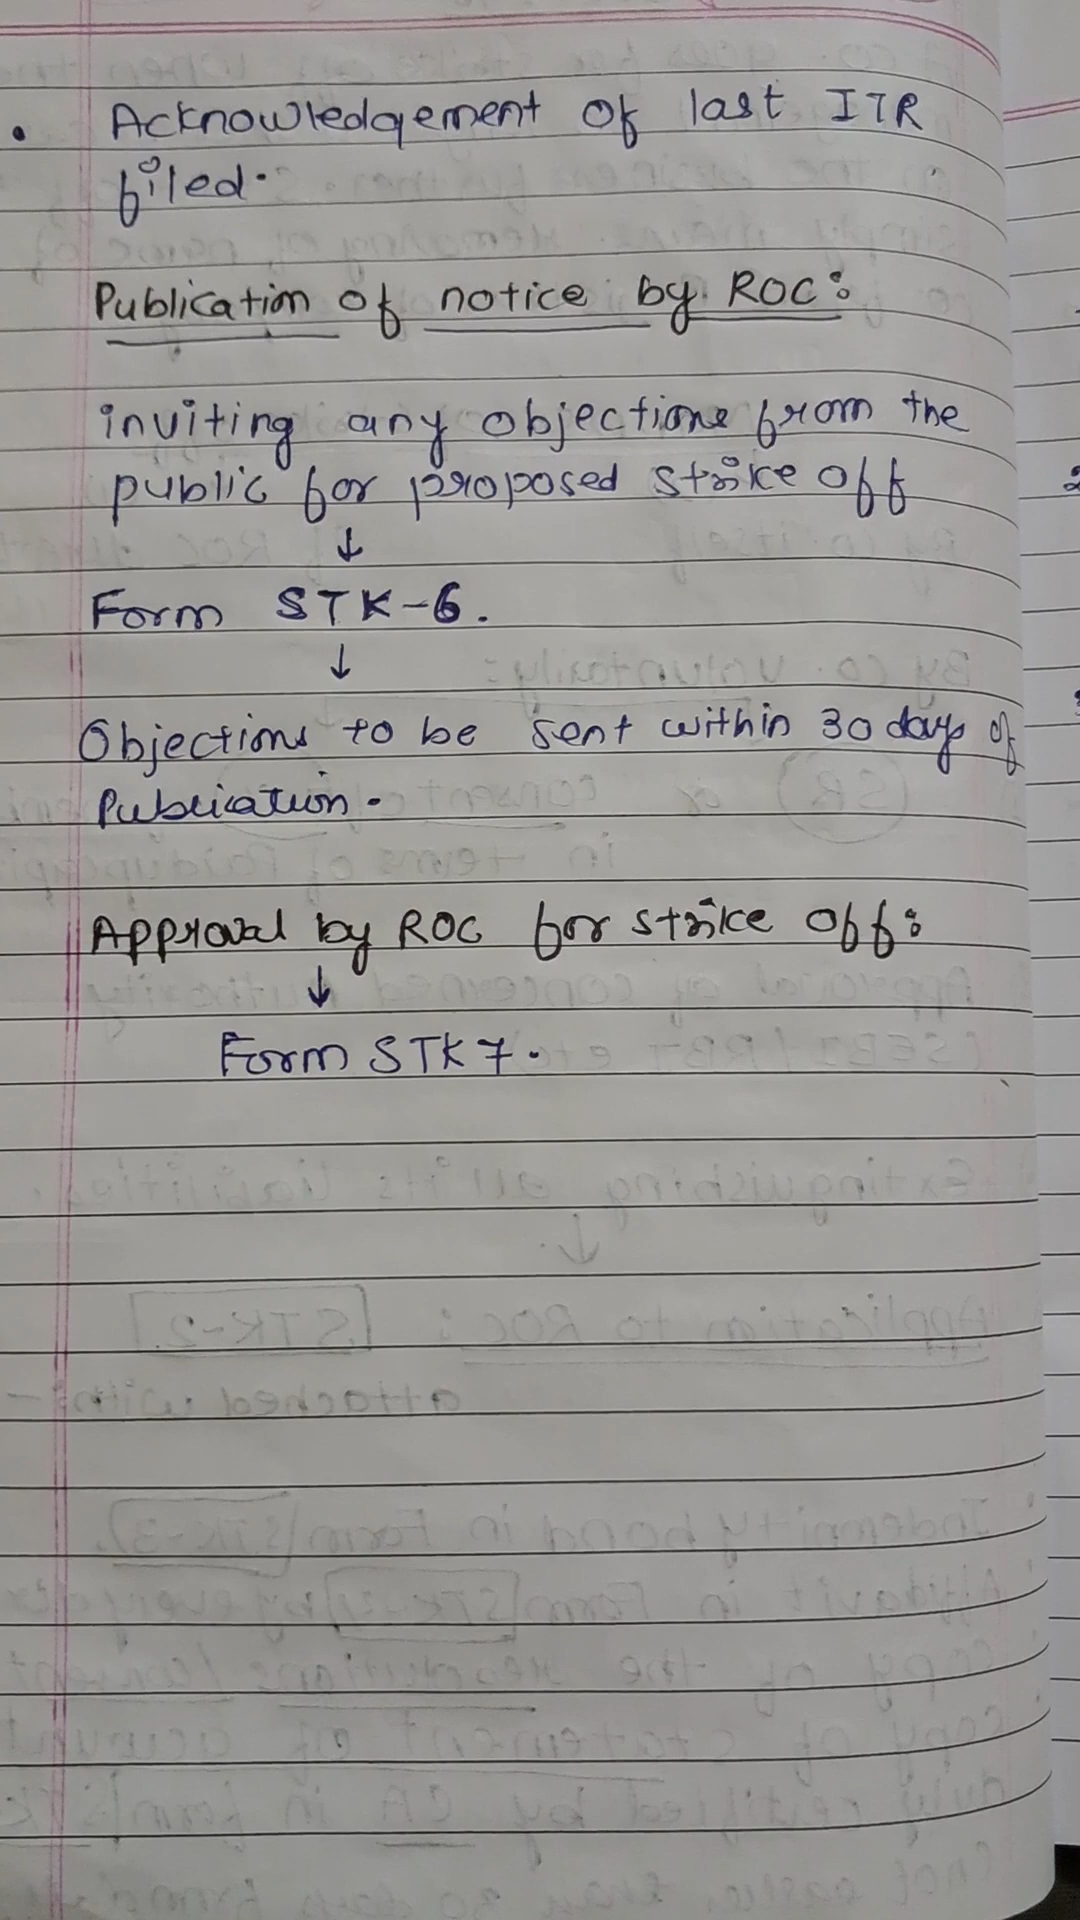 • Acknowledgement of last ITR
filed.
Publication of notice by ROC:
inviting any objections from the
public for proposed strike off
↓
Form STK-6.
↓
Objections to be sent within 30 days of
Publication.
Approval by ROC for strike off:
↓
Form STK 7.